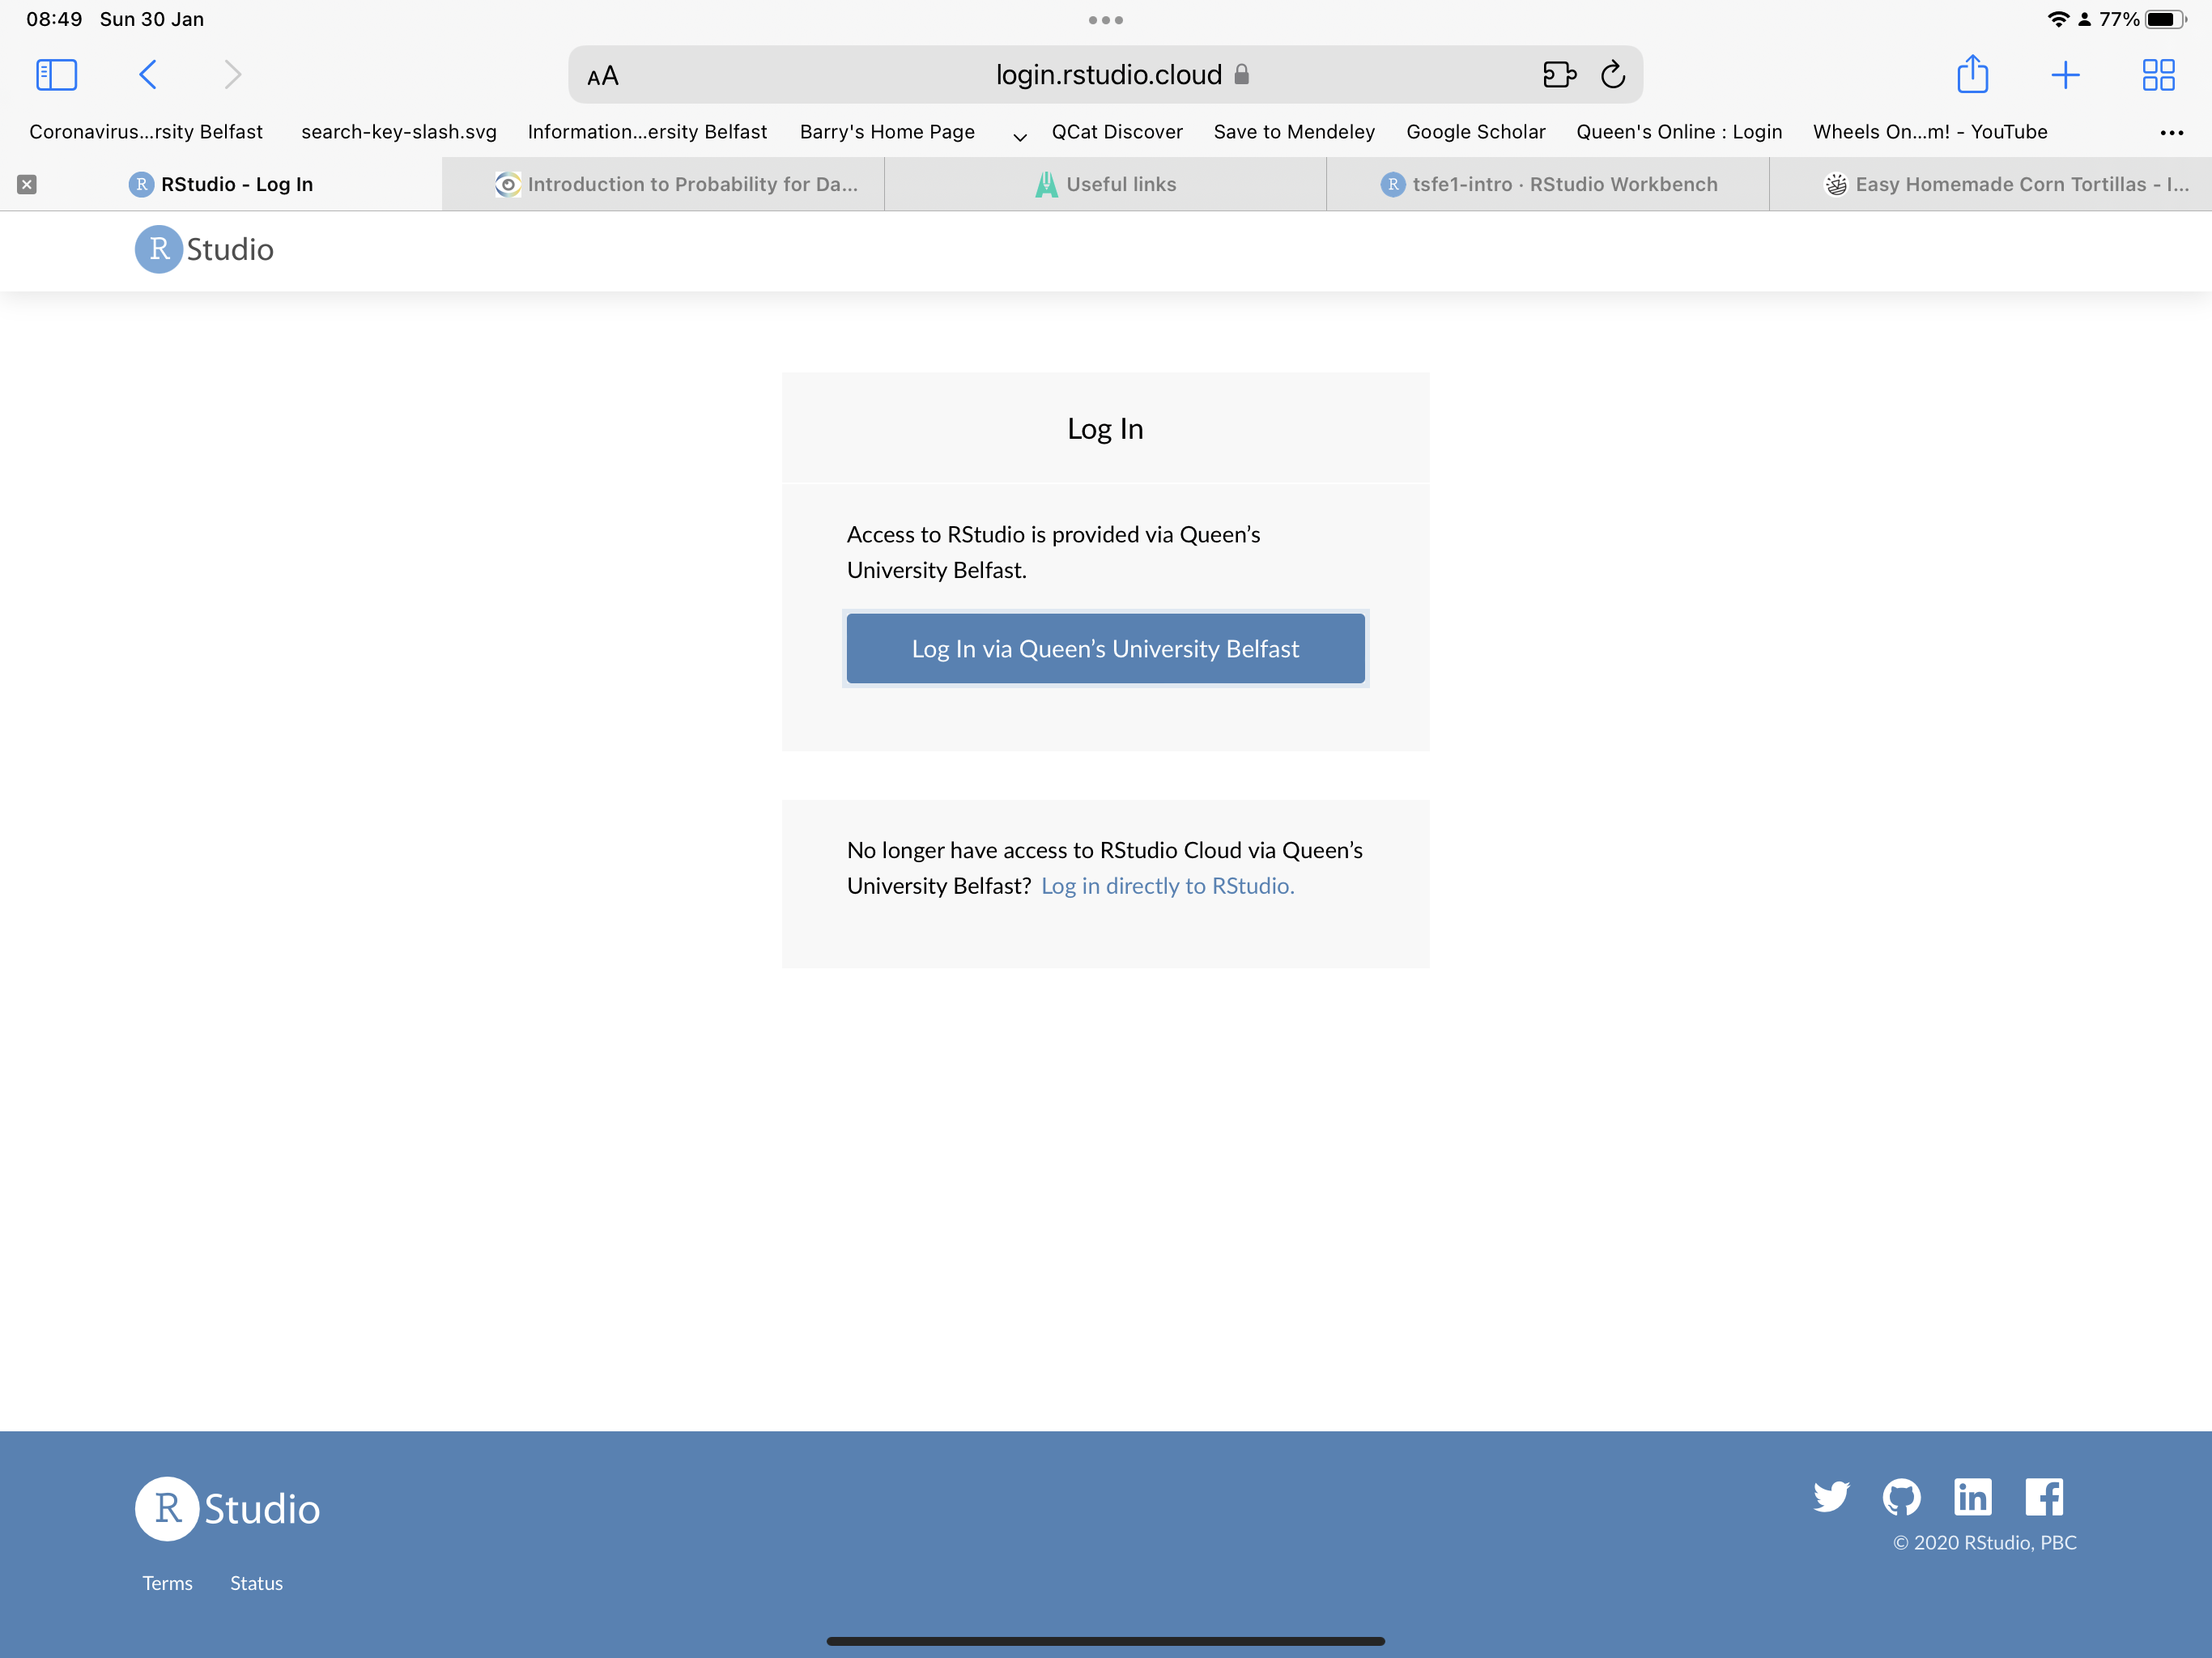 08:49 Sun 30 Jan
77%
AA login.rstudio.cloud
Coronavirus...rsity Belfast search-key-slash.svg Information...ersity Belfast Barry's Home Page QCat Discover Save to Mendeley Google Scholar Queen's Online : Login Wheels On...m! - YouTube
R RStudio - Log In Introduction to Probability for Da... Useful links R tsfe1-intro · RStudio Workbench Easy Homemade Corn Tortillas - I...
R Studio
Log In
Access to RStudio is provided via Queen’s
University Belfast.
Log In via Queen’s University Belfast
No longer have access to RStudio Cloud via Queen’s
University Belfast? Log in directly to RStudio.
R Studio
© 2020 RStudio, PBC
Terms Status